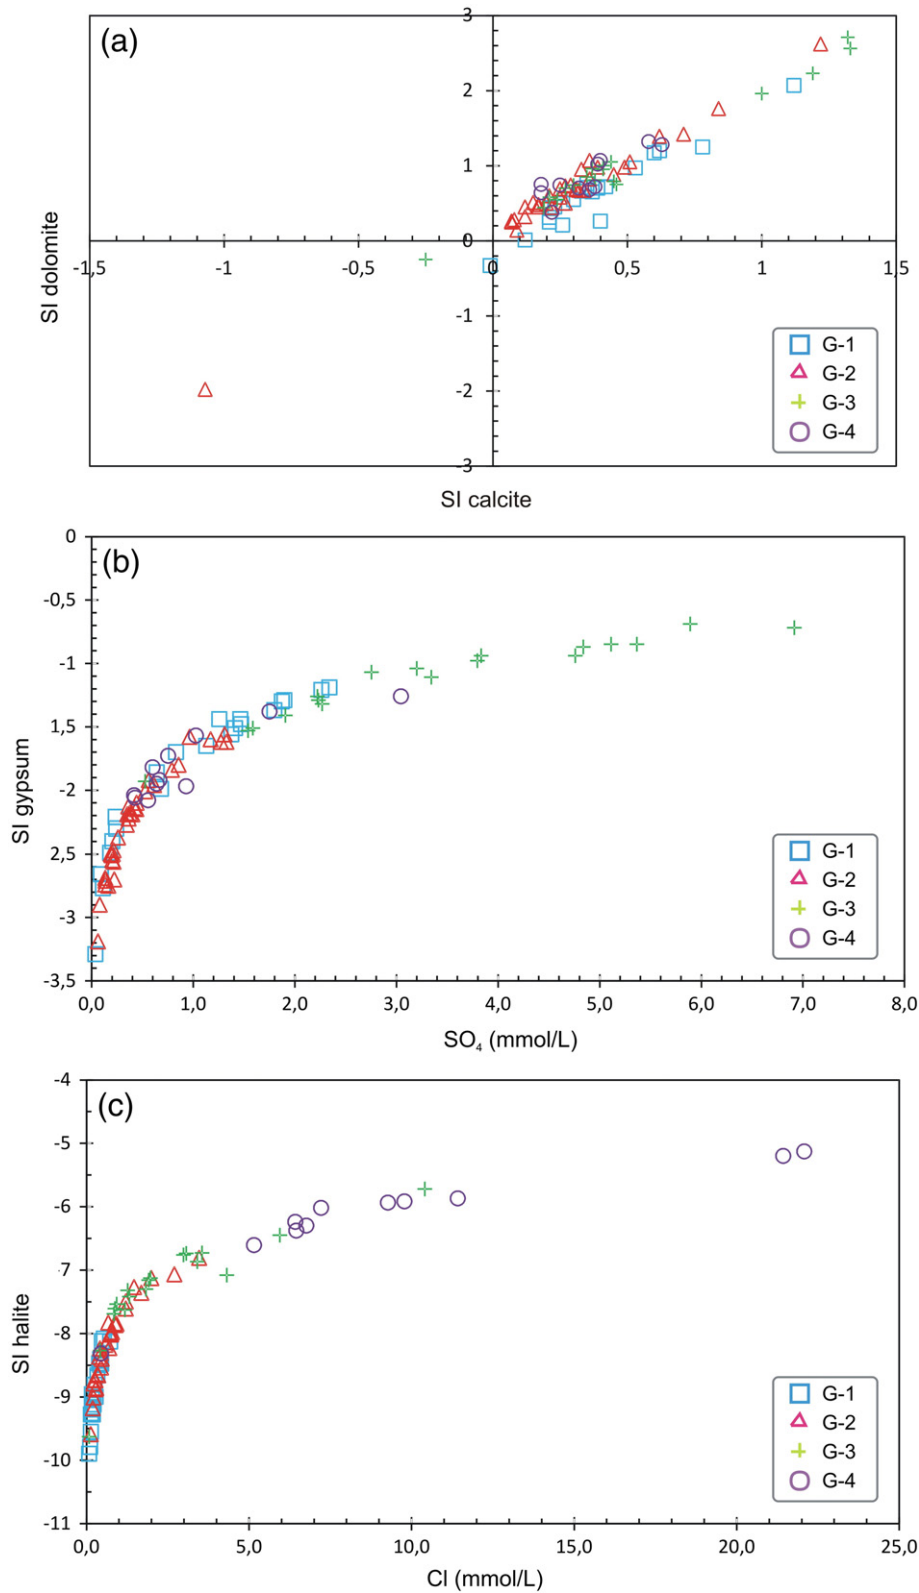 (a)
3
2
1
0
-1,5
-1
-0,5
0
0,5
1
1,5
-1
-2
-3
SI dolomite
SI calcite
G-1
G-2
G-3
G-4
(b)
0
-0,5
-1
1,5
-2
2,5
-3
-3,5
0,0
1,0
2,0
3,0
4,0
5,0
6,0
7,0
8,0
SI gypsum
SO₄ (mmol/L)
G-1
G-2
G-3
G-4
(c)
-4
-5
-6
-7
-8
-9
-10
-11
0,0
5,0
10,0
15,0
20,0
25,0
SI halite
Cl (mmol/L)
G-1
G-2
G-3
G-4